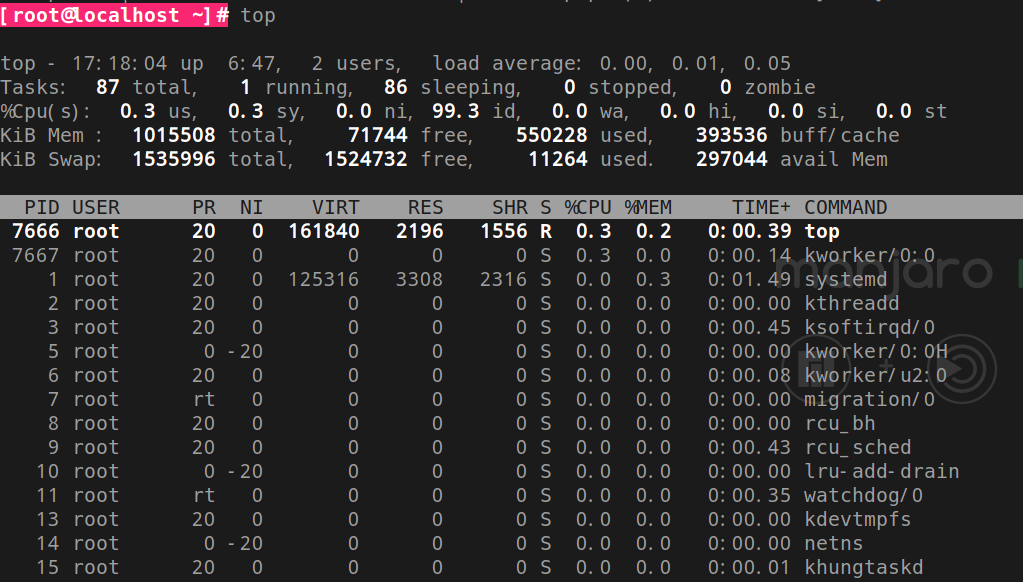 [root@localhost ~]# top
top - 17:18:04 up  6:47,  2 users,  load average: 0.00, 0.01, 0.05
Tasks:  87 total,   1 running,  86 sleeping,   0 stopped,   0 zombie
%Cpu(s):  0.3 us,  0.3 sy,  0.0 ni, 99.3 id,  0.0 wa,  0.0 hi,  0.0 si,  0.0 st
KiB Mem :  1015508 total,    71744 free,   550228 used,   393536 buff/cache
KiB Swap:  1535996 total,  1524732 free,    11264 used.   297044 avail Mem
PID USER      PR  NI    VIRT    RES    SHR S %CPU %MEM     TIME+ COMMAND
7666 root      20   0  161840   2196   1556 R  0.3  0.2   0:00.39 top
7667 root      20   0       0      0      0 S  0.3  0.0   0:00.14 kworker/0:0
1 root      20   0  125316   3308   2316 S  0.0  0.3   0:01.49 systemd
2 root      20   0       0      0      0 S  0.0  0.0   0:00.00 kthreadd
3 root      20   0       0      0      0 S  0.0  0.0   0:00.45 ksoftirqd/0
5 root       0 -20       0      0      0 S  0.0  0.0   0:00.00 kworker/0:0H
6 root      20   0       0      0      0 S  0.0  0.0   0:00.08 kworker/u2:0
7 root      rt   0       0      0      0 S  0.0  0.0   0:00.00 migration/0
8 root      20   0       0      0      0 S  0.0  0.0   0:00.00 rcu_bh
9 root      20   0       0      0      0 S  0.0  0.0   0:00.43 rcu_sched
10 root       0 -20       0      0      0 S  0.0  0.0   0:00.00 lru-add-drain
11 root      rt   0       0      0      0 S  0.0  0.0   0:00.35 watchdog/0
13 root      20   0       0      0      0 S  0.0  0.0   0:00.00 kdevtmpfs
14 root       0 -20       0      0      0 S  0.0  0.0   0:00.00 netns
15 root      20   0       0      0      0 S  0.0  0.0   0:00.01 khungtaskd
manjaro
+